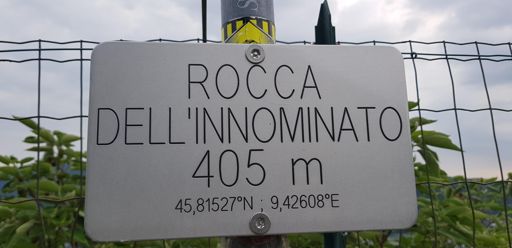 ROCCA
DELL'INNOMINATO
405 m
45,81527°N ; 9,42608°E